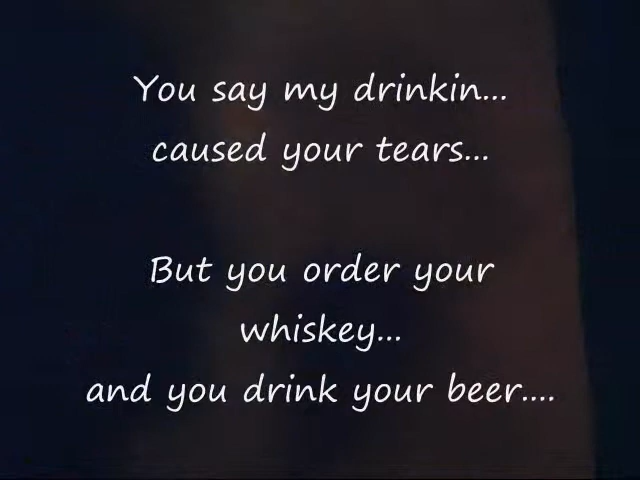 You say my drinkin...
caused your tears...
But you order your
whiskey...
and you drink your beer....